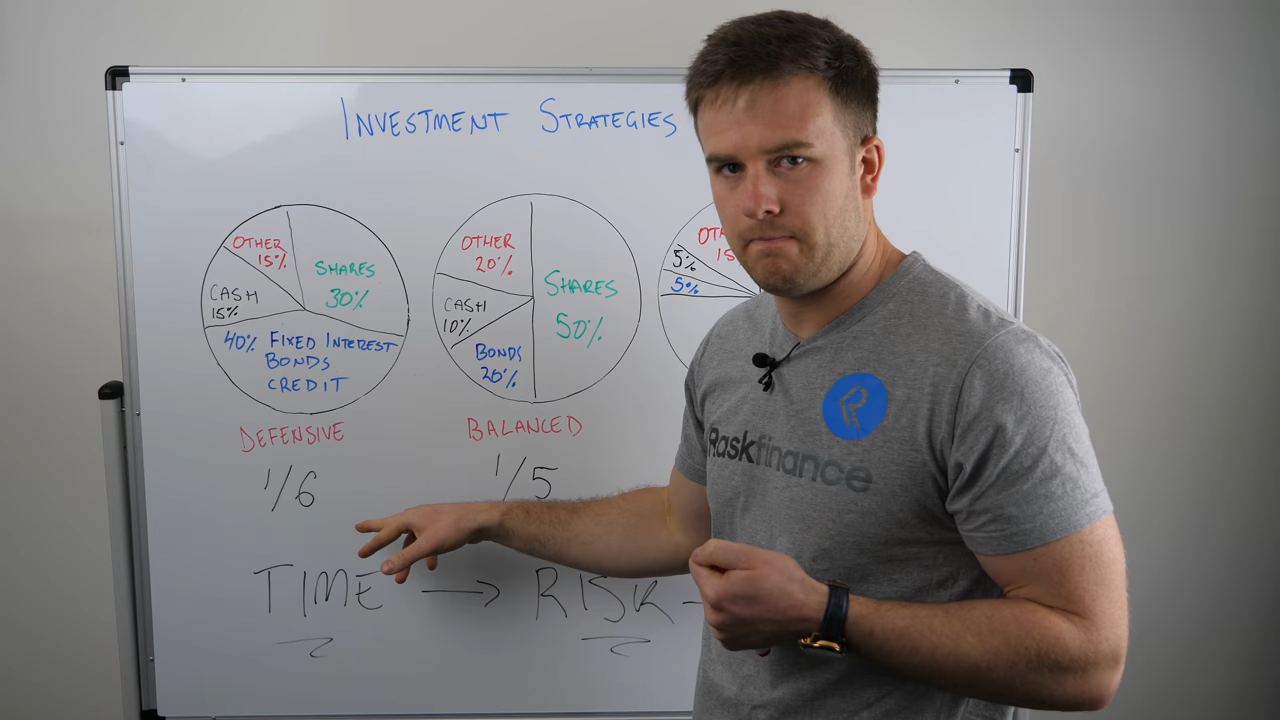 INVESTMENT STRATEGIES
OTHER
15%
SHARES
30%
CASH
15%
40% FIXED INTEREST
BONDS
CREDIT
DEFENSIVE
1/6
OTHER
20%
SHARES
50%
CASH
10%
BONDS
20%
BALANCED
1/5
5%
5%
TIME → RISK
Raskfinance